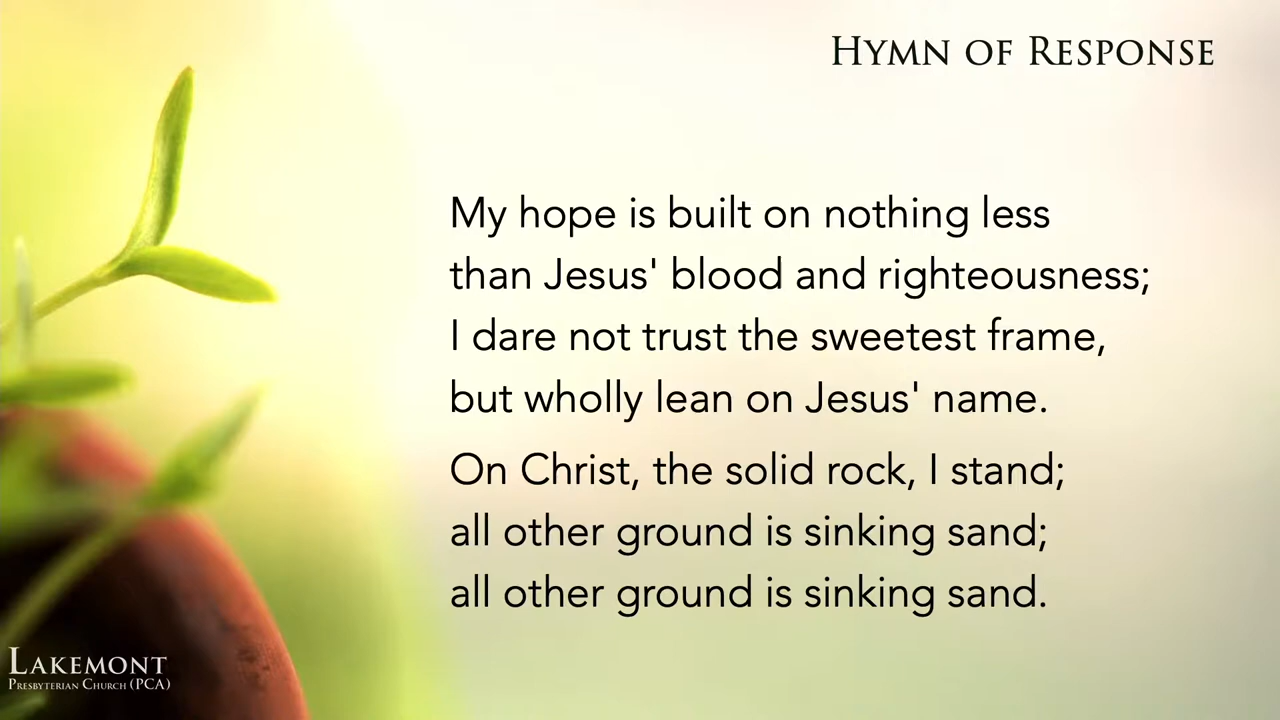 Hymn of Response
My hope is built on nothing less
than Jesus' blood and righteousness;
I dare not trust the sweetest frame,
but wholly lean on Jesus' name.
On Christ, the solid rock, I stand;
all other ground is sinking sand;
all other ground is sinking sand.
Lakemont
Presbyterian Church (PCA)